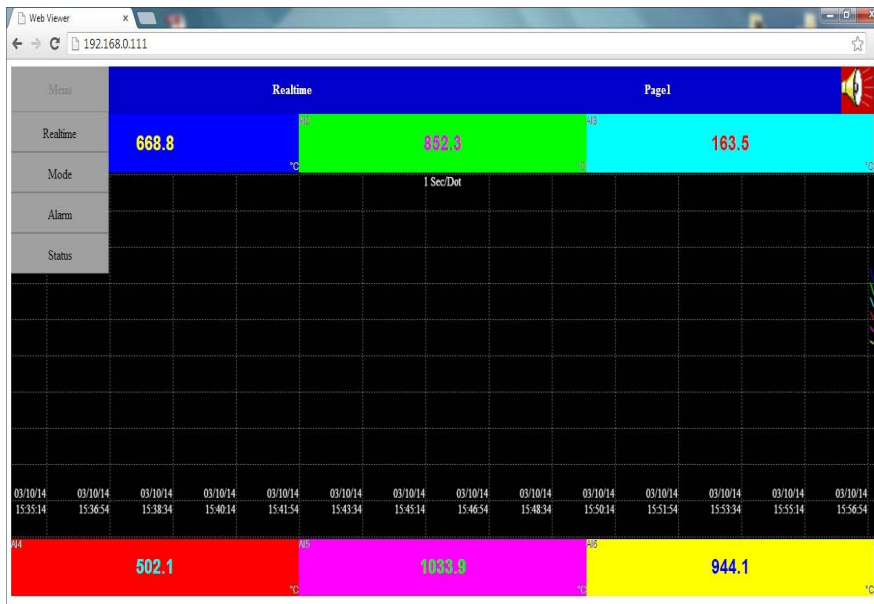 Web Viewer
192.168.0.111
Menu Realtime Page1
Realtime
668.8 °C
AI2 852.3
AI3 163.5 °C
Mode
1 Sec/Dot
Alarm
Status
03/10/14 03/10/14 03/10/14 03/10/14 03/10/14 03/10/14 03/10/14 03/10/14 03/10/14 03/10/14 03/10/14 03/10/14 03/10/14 03/10/14
15:35:14 15:36:54 15:38:34 15:40:14 15:41:54 15:43:34 15:45:14 15:46:54 15:48:34 15:50:14 15:51:54 15:53:34 15:55:14 15:56:54
AI4 502.1 °C
AI5 1033.9 °C
AI6 944.1 °C